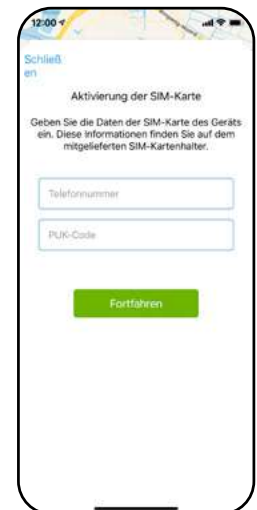 12:00
Schließ
en
Aktivierung der SIM-Karte
Geben Sie die Daten der SIM-Karte des Geräts
ein. Diese Informationen finden Sie auf dem
mitgelieferten SIM-Kartenhalter.
Telefonnummer
PUK-Code
Fortfahren